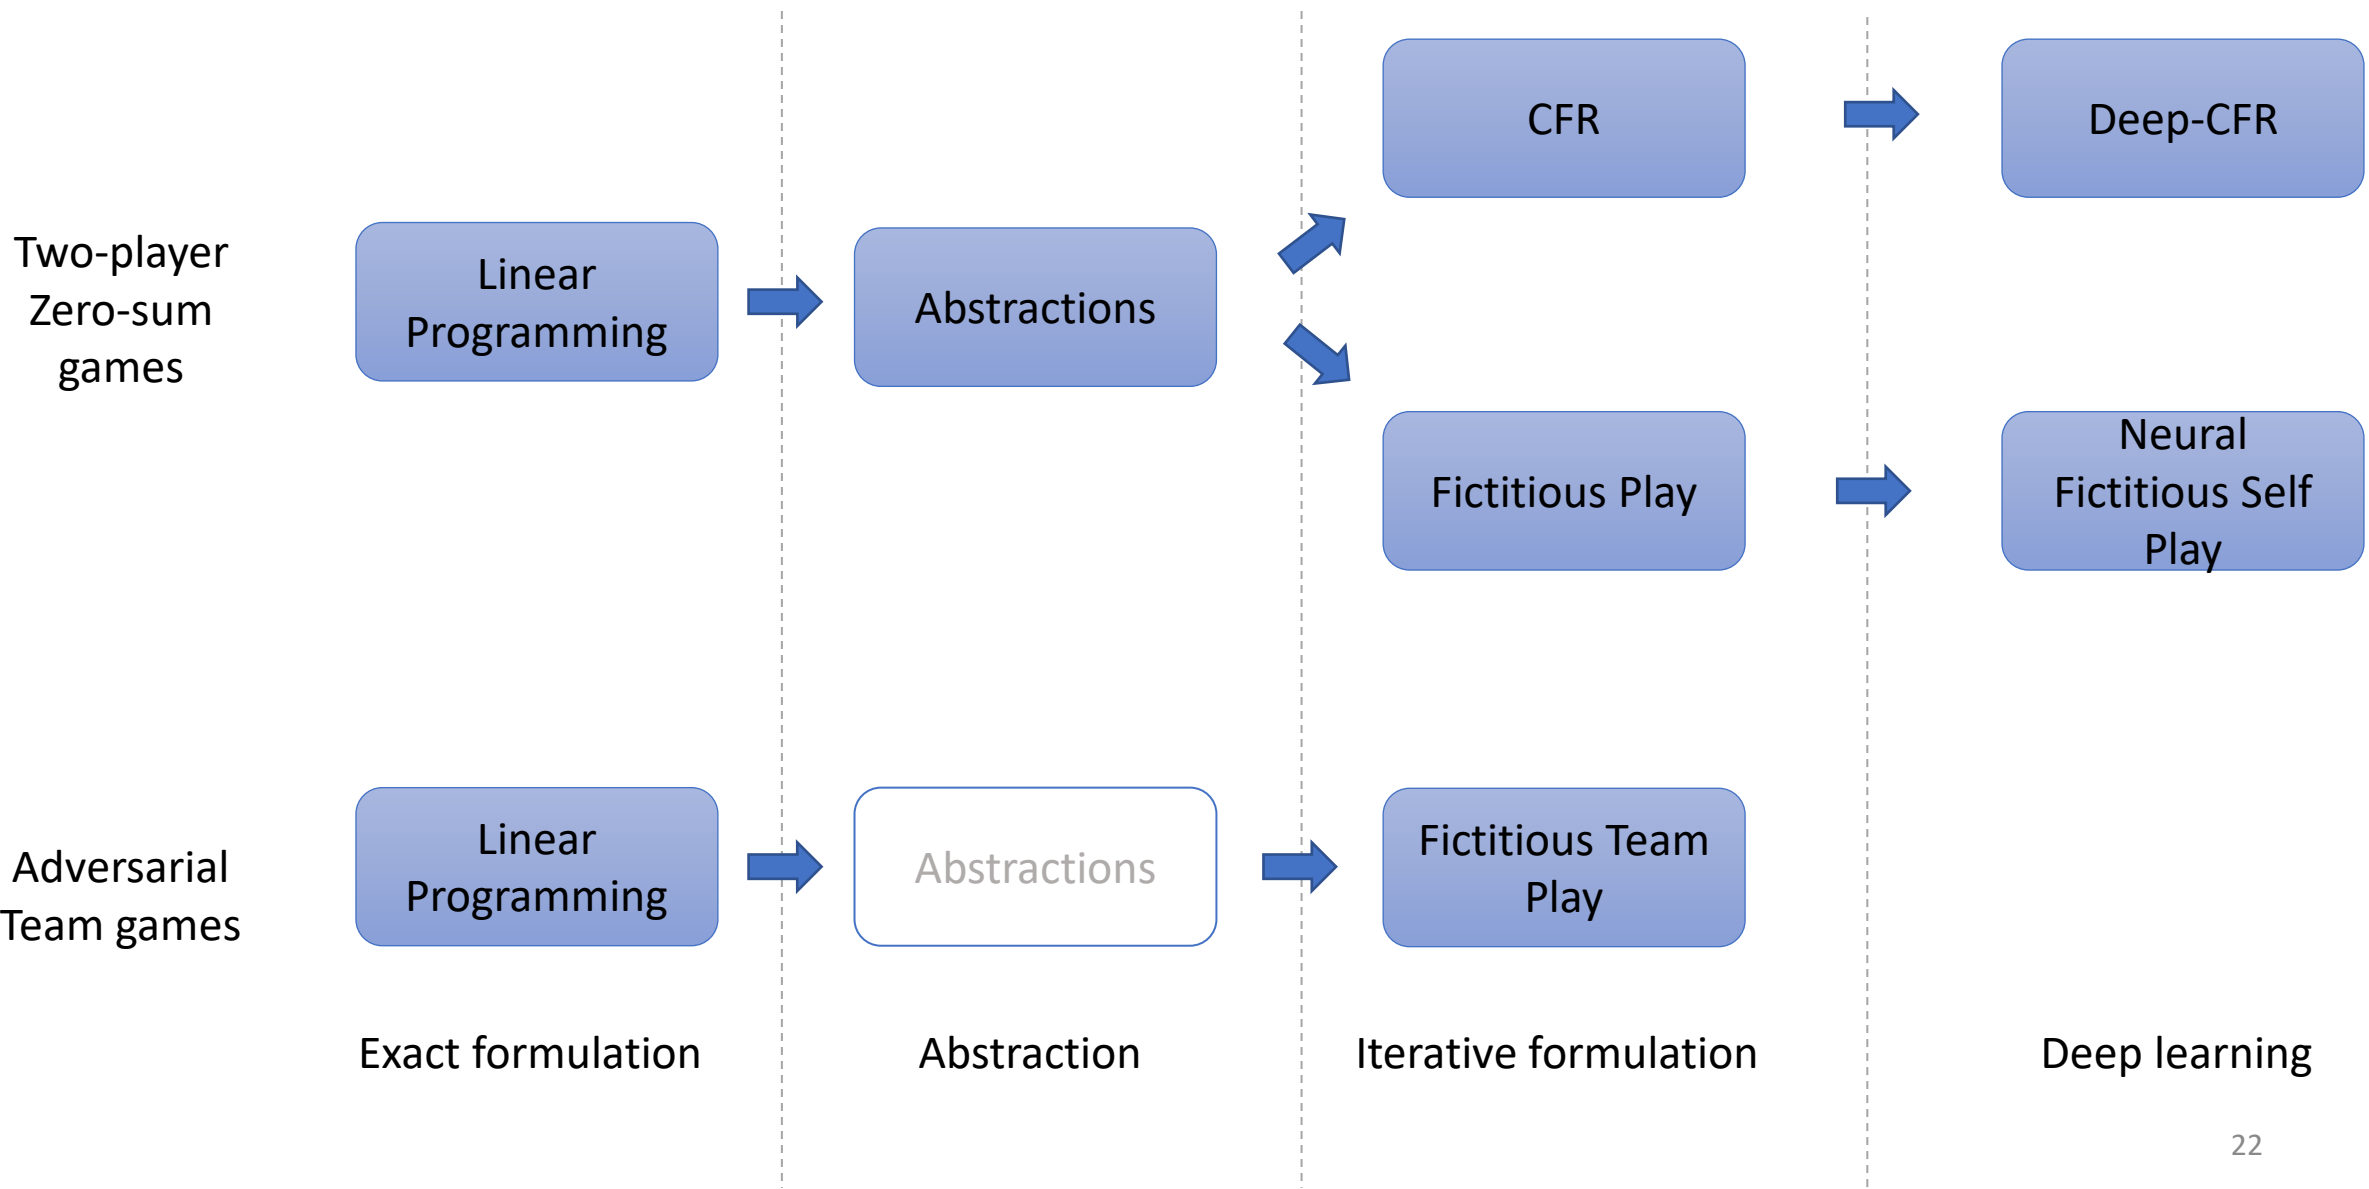 CFR
Deep-CFR
Two-player
Zero-sum
games
Linear
Programming
Abstractions
Fictitious Play
Neural
Fictitious Self
Play
Adversarial
Team games
Linear
Programming
Abstractions
Fictitious Team
Play
Exact formulation
Abstraction
Iterative formulation
Deep learning
22